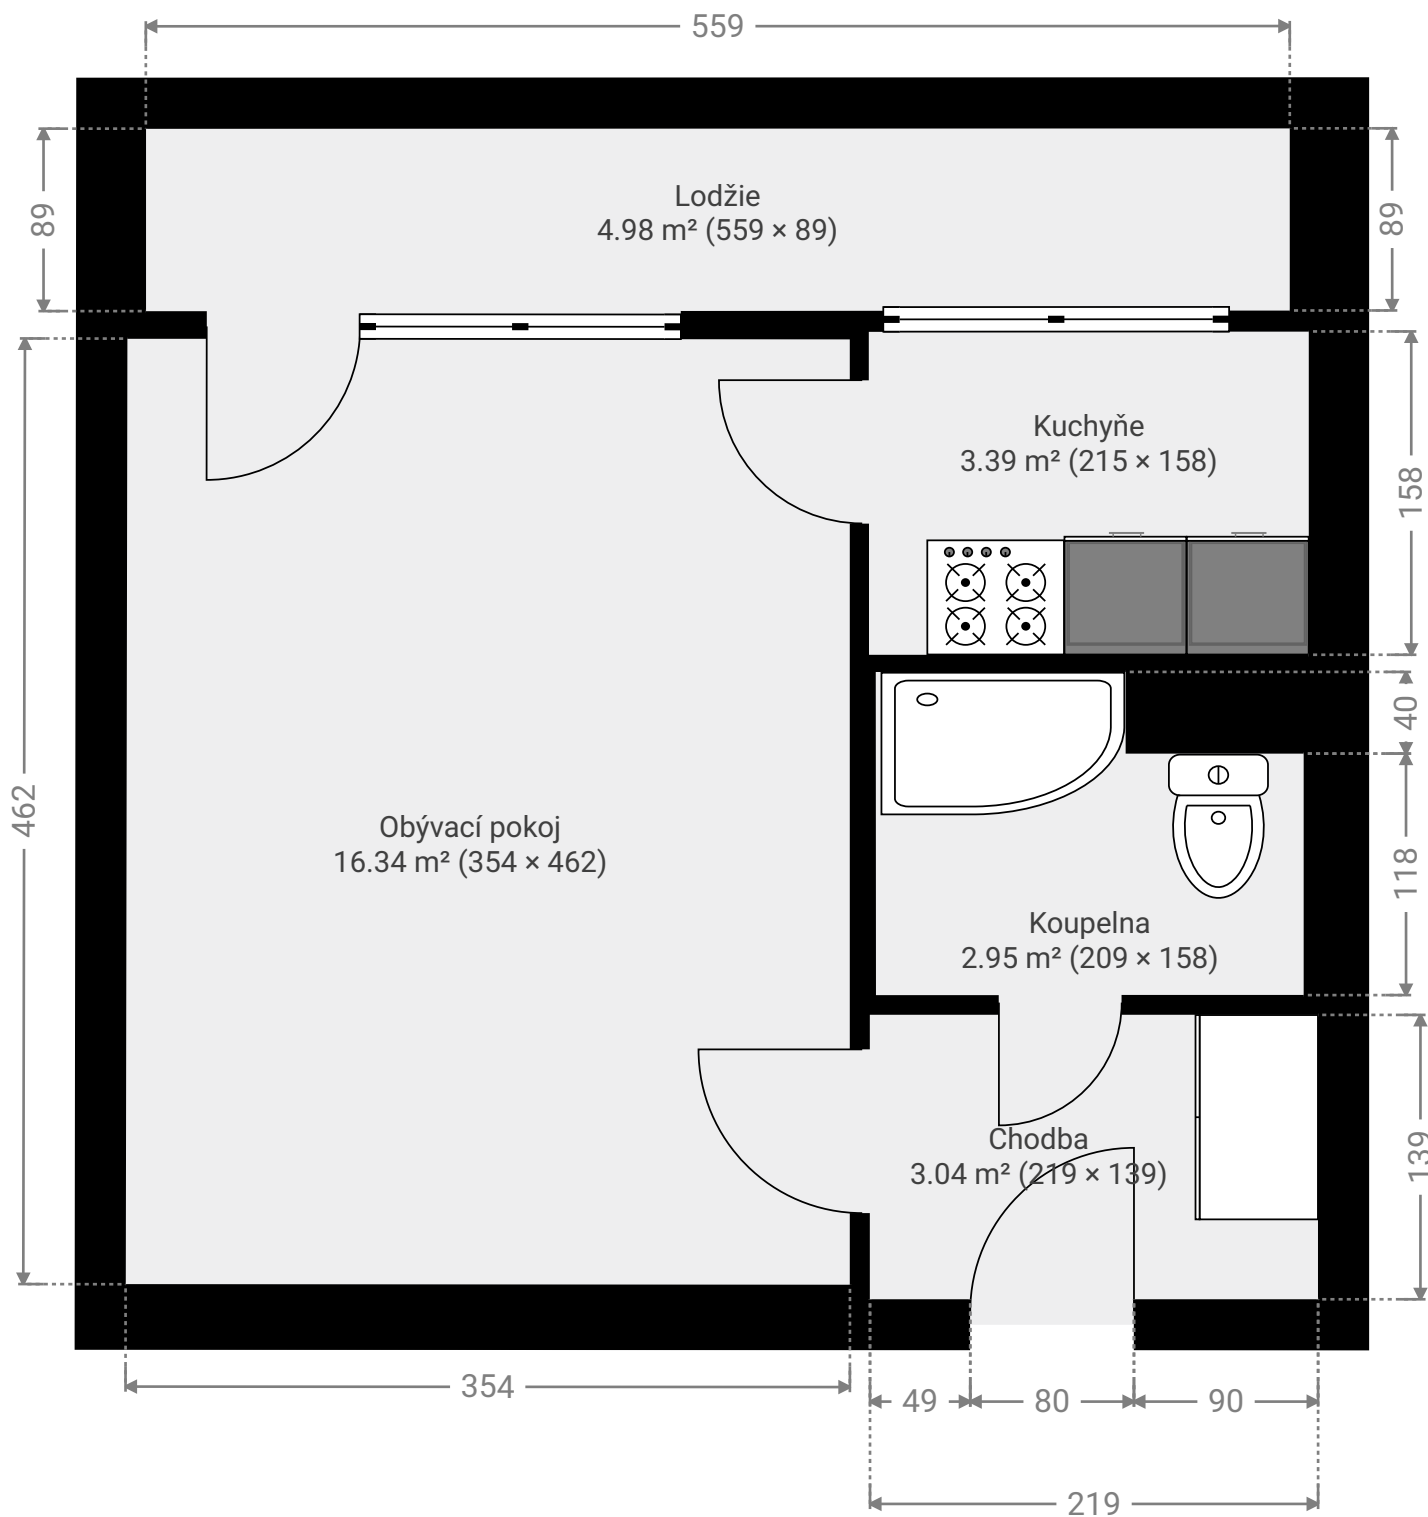 559
89
89
Lodžie
4.98 m² (559 × 89)
Kuchyňe
3.39 m² (215 × 158)
158
40
462
Obývací pokoj
16.34 m² (354 × 462)
118
Koupelna
2.95 m² (209 × 158)
Chodba
3.04 m² (219 × 139)
139
354
49
80
90
219